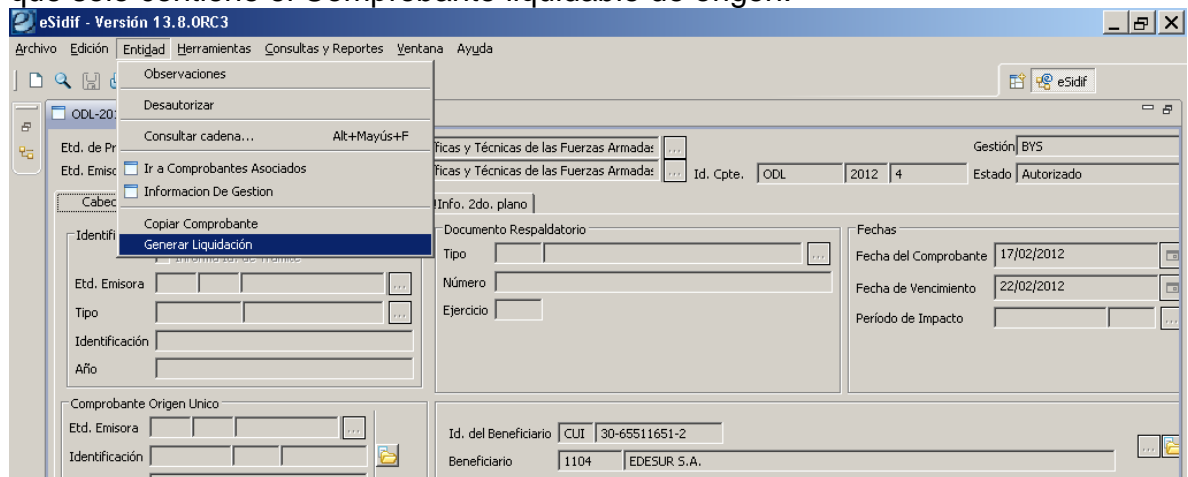 que solo contiene el Comprobante liquidable de origen.
eSidif - Versión 13.8.0RC3
Archivo Edición Entidad Herramientas Consultas y Reportes Ventana Ayuda
Observaciones
eSidif
Desautorizar
ODL-20
Consultar cadena... Alt+Mayús+F
Etd. de Pr
ficas y Técnicas de las Fuerzas Armadas
...
Gestión BYS
Ir a Comprobantes Asociados
Etd. Emiso
ficas y Técnicas de las Fuerzas Armadas
...
Id. Cpte. ODL 2012 4
Estado Autorizado
Informacion De Gestion
Cabec
Info. 2do. plano
Copiar Comprobante
Generar Liquidación
Identifi
Documento Respaldatorio
Fechas
Tipo ...
Fecha del Comprobante 17/02/2012
Etd. Emisora ...
Número
Fecha de Vencimiento 22/02/2012
Tipo ...
Ejercicio
Período de Impacto ...
Identificación
Año
Comprobante Origen Unico
Etd. Emisora ...
Id. del Beneficiario CUI 30-65511651-2
Identificación
Beneficiario 1104 EDESUR S.A.
...